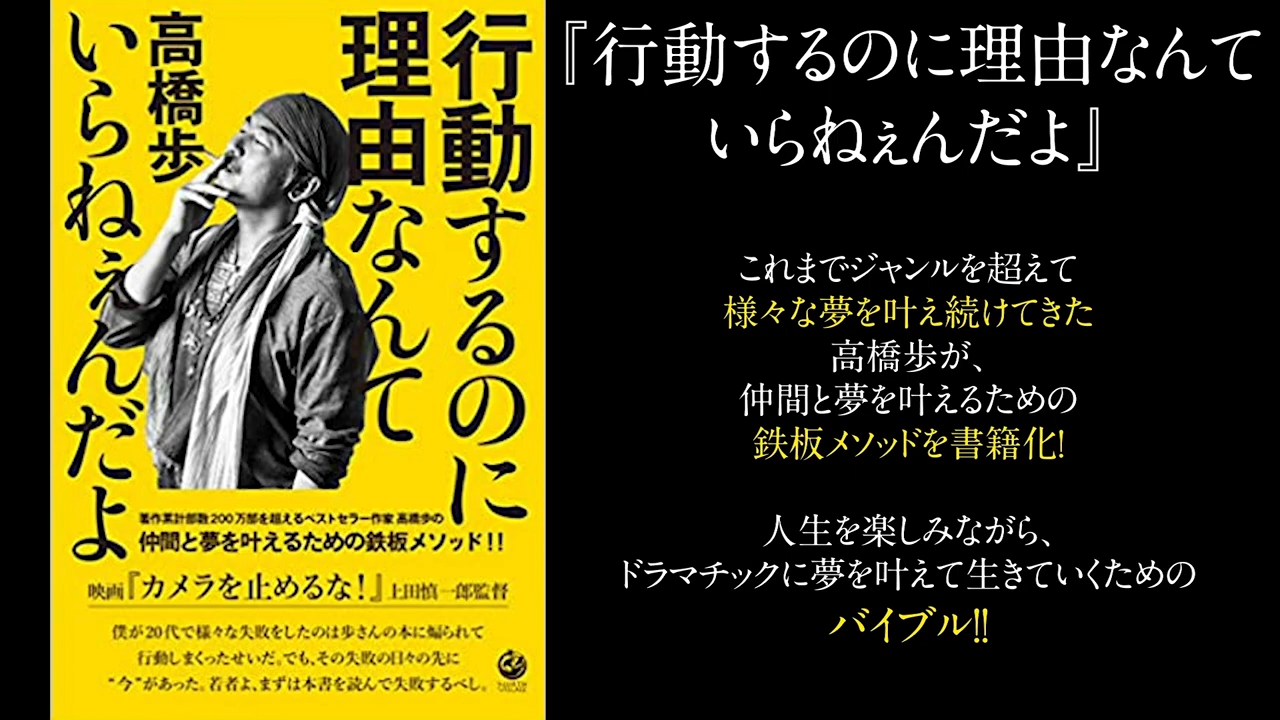 行動するのに
理由なんて
いらねぇんだよ
高橋歩
著作累計部数200万部を超えるベストセラー作家 高橋歩の
仲間と夢を叶えるための鉄板メソッド!!
映画『カメラを止めるな!』上田慎一郎監督
僕が20代で様々な失敗をしたのは歩さんの本に煽られて
行動しまくったせいだ。でも、その失敗の日々の先に
“今”があった。若者よ、まずは本書を読んで失敗するべし。
『行動するのに理由なんて
いらねぇんだよ』
これまでジャンルを超えて
様々な夢を叶え続けてきた
高橋歩が、
仲間と夢を叶えるための
鉄板メソッドを書籍化!
人生を楽しみながら、
ドラマチックに夢を叶えて生きていくための
バイブル!!